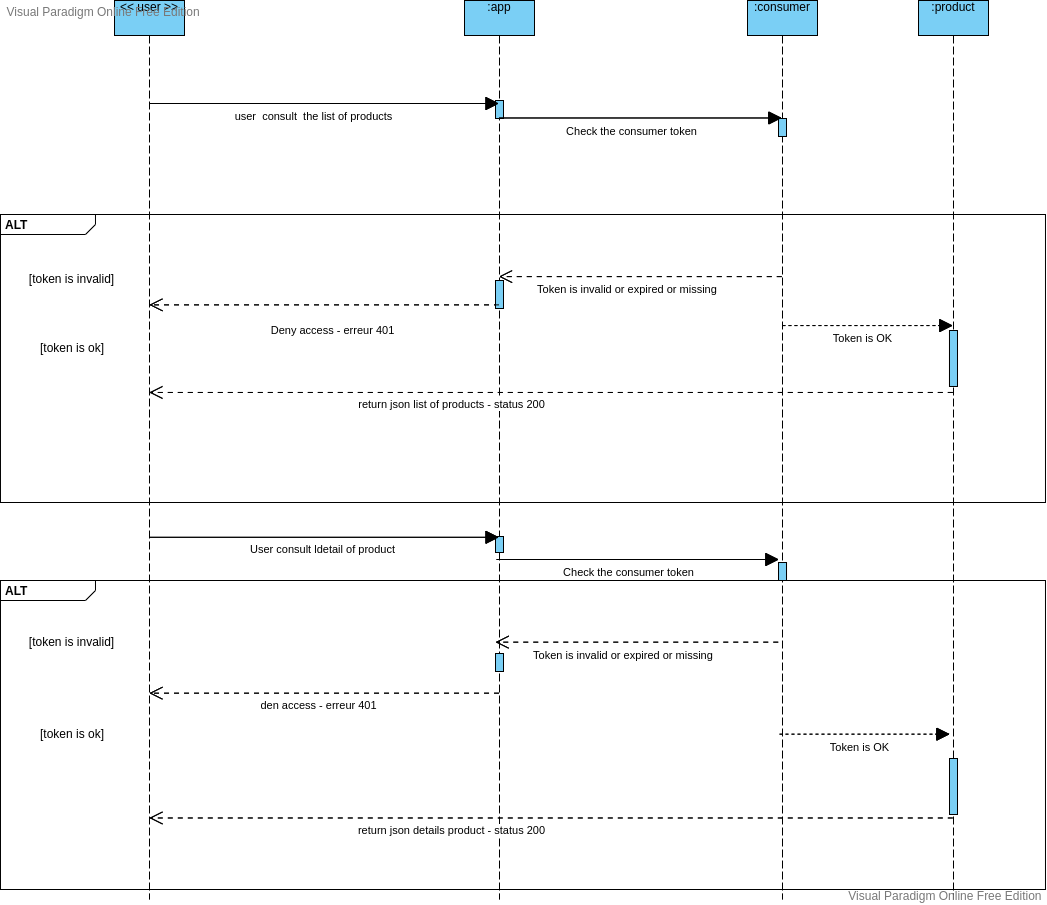 Visual Paradigm Online Free Edition
<< user >>
:app
:consumer
:product
user consult the list of products
Check the consumer token
ALT
[token is invalid]
Token is invalid or expired or missing
Deny access - erreur 401
Token is OK
[token is ok]
return json list of products - status 200
User consult ldetail of product
Check the consumer token
ALT
[token is invalid]
Token is invalid or expired or missing
den access - erreur 401
[token is ok]
Token is OK
return json details product - status 200
Visual Paradigm Online Free Edition